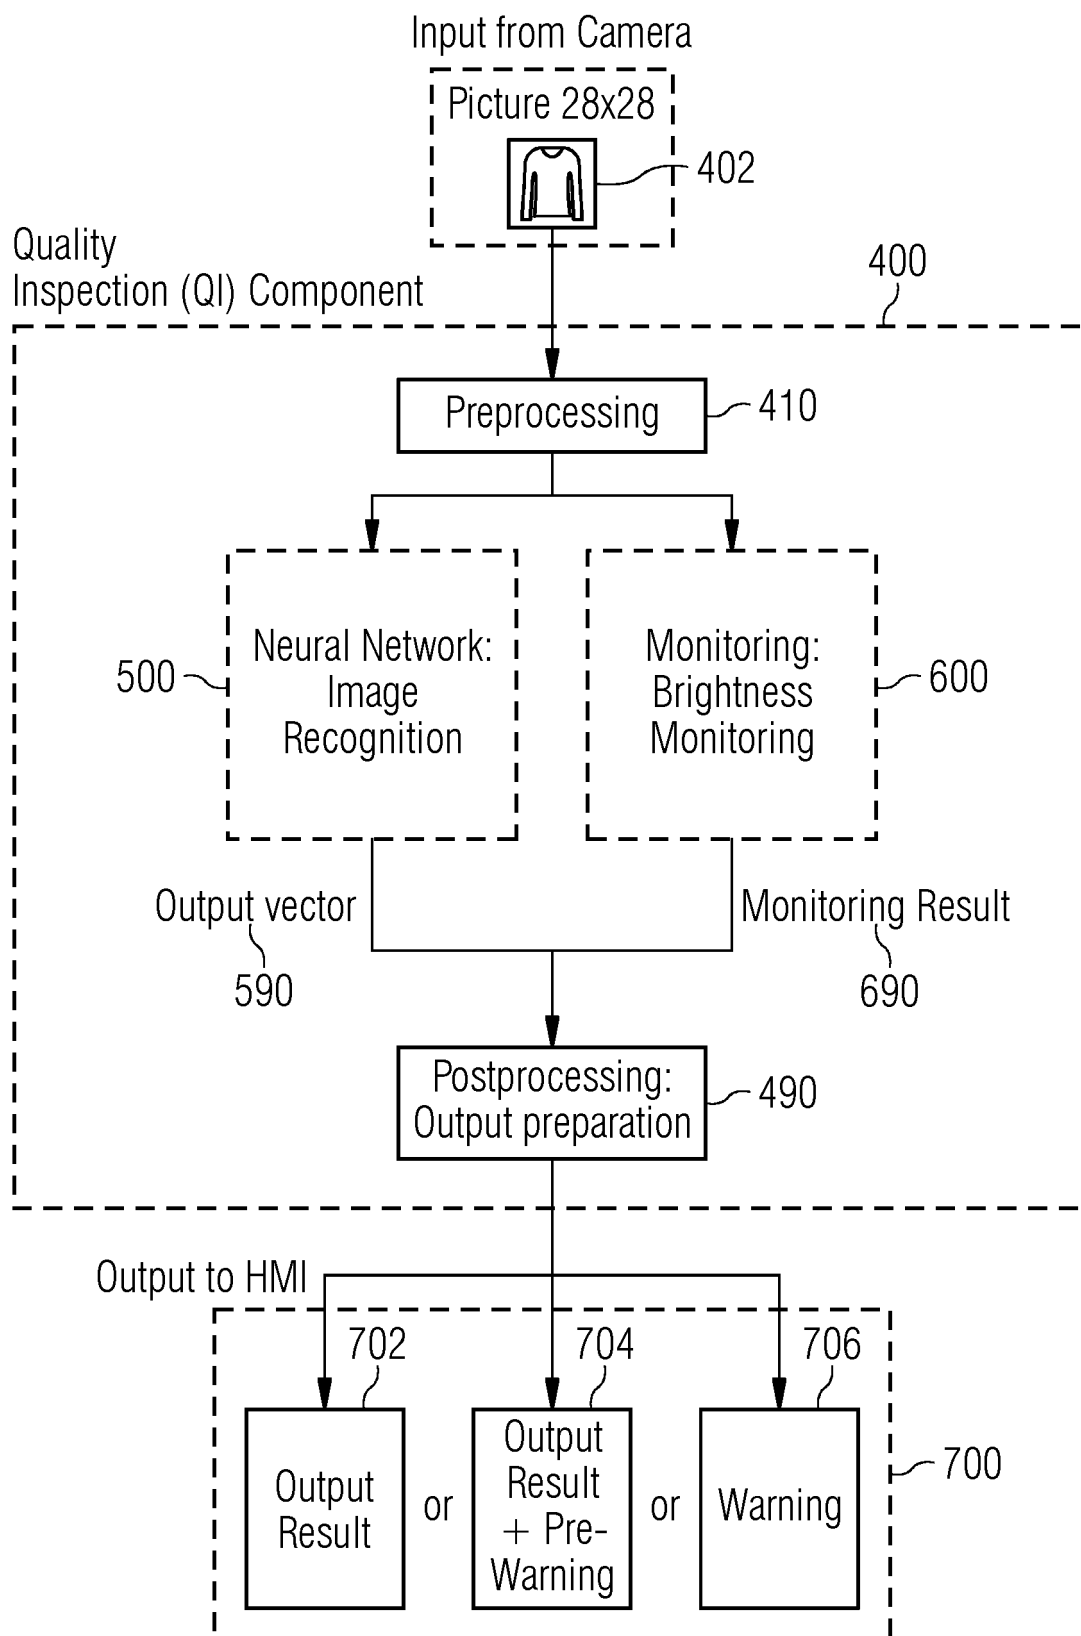 Input from Camera
Picture 28x28
402
Quality
Inspection (QI) Component
400
Preprocessing
410
Neural Network:
Image
Recognition
500
Monitoring:
Brightness
Monitoring
600
Output vector
590
Monitoring Result
690
Postprocessing:
Output preparation
490
Output to HMI
702
704
706
Output
Result
or
Output
Result
+ Pre-
Warning
or
Warning
700